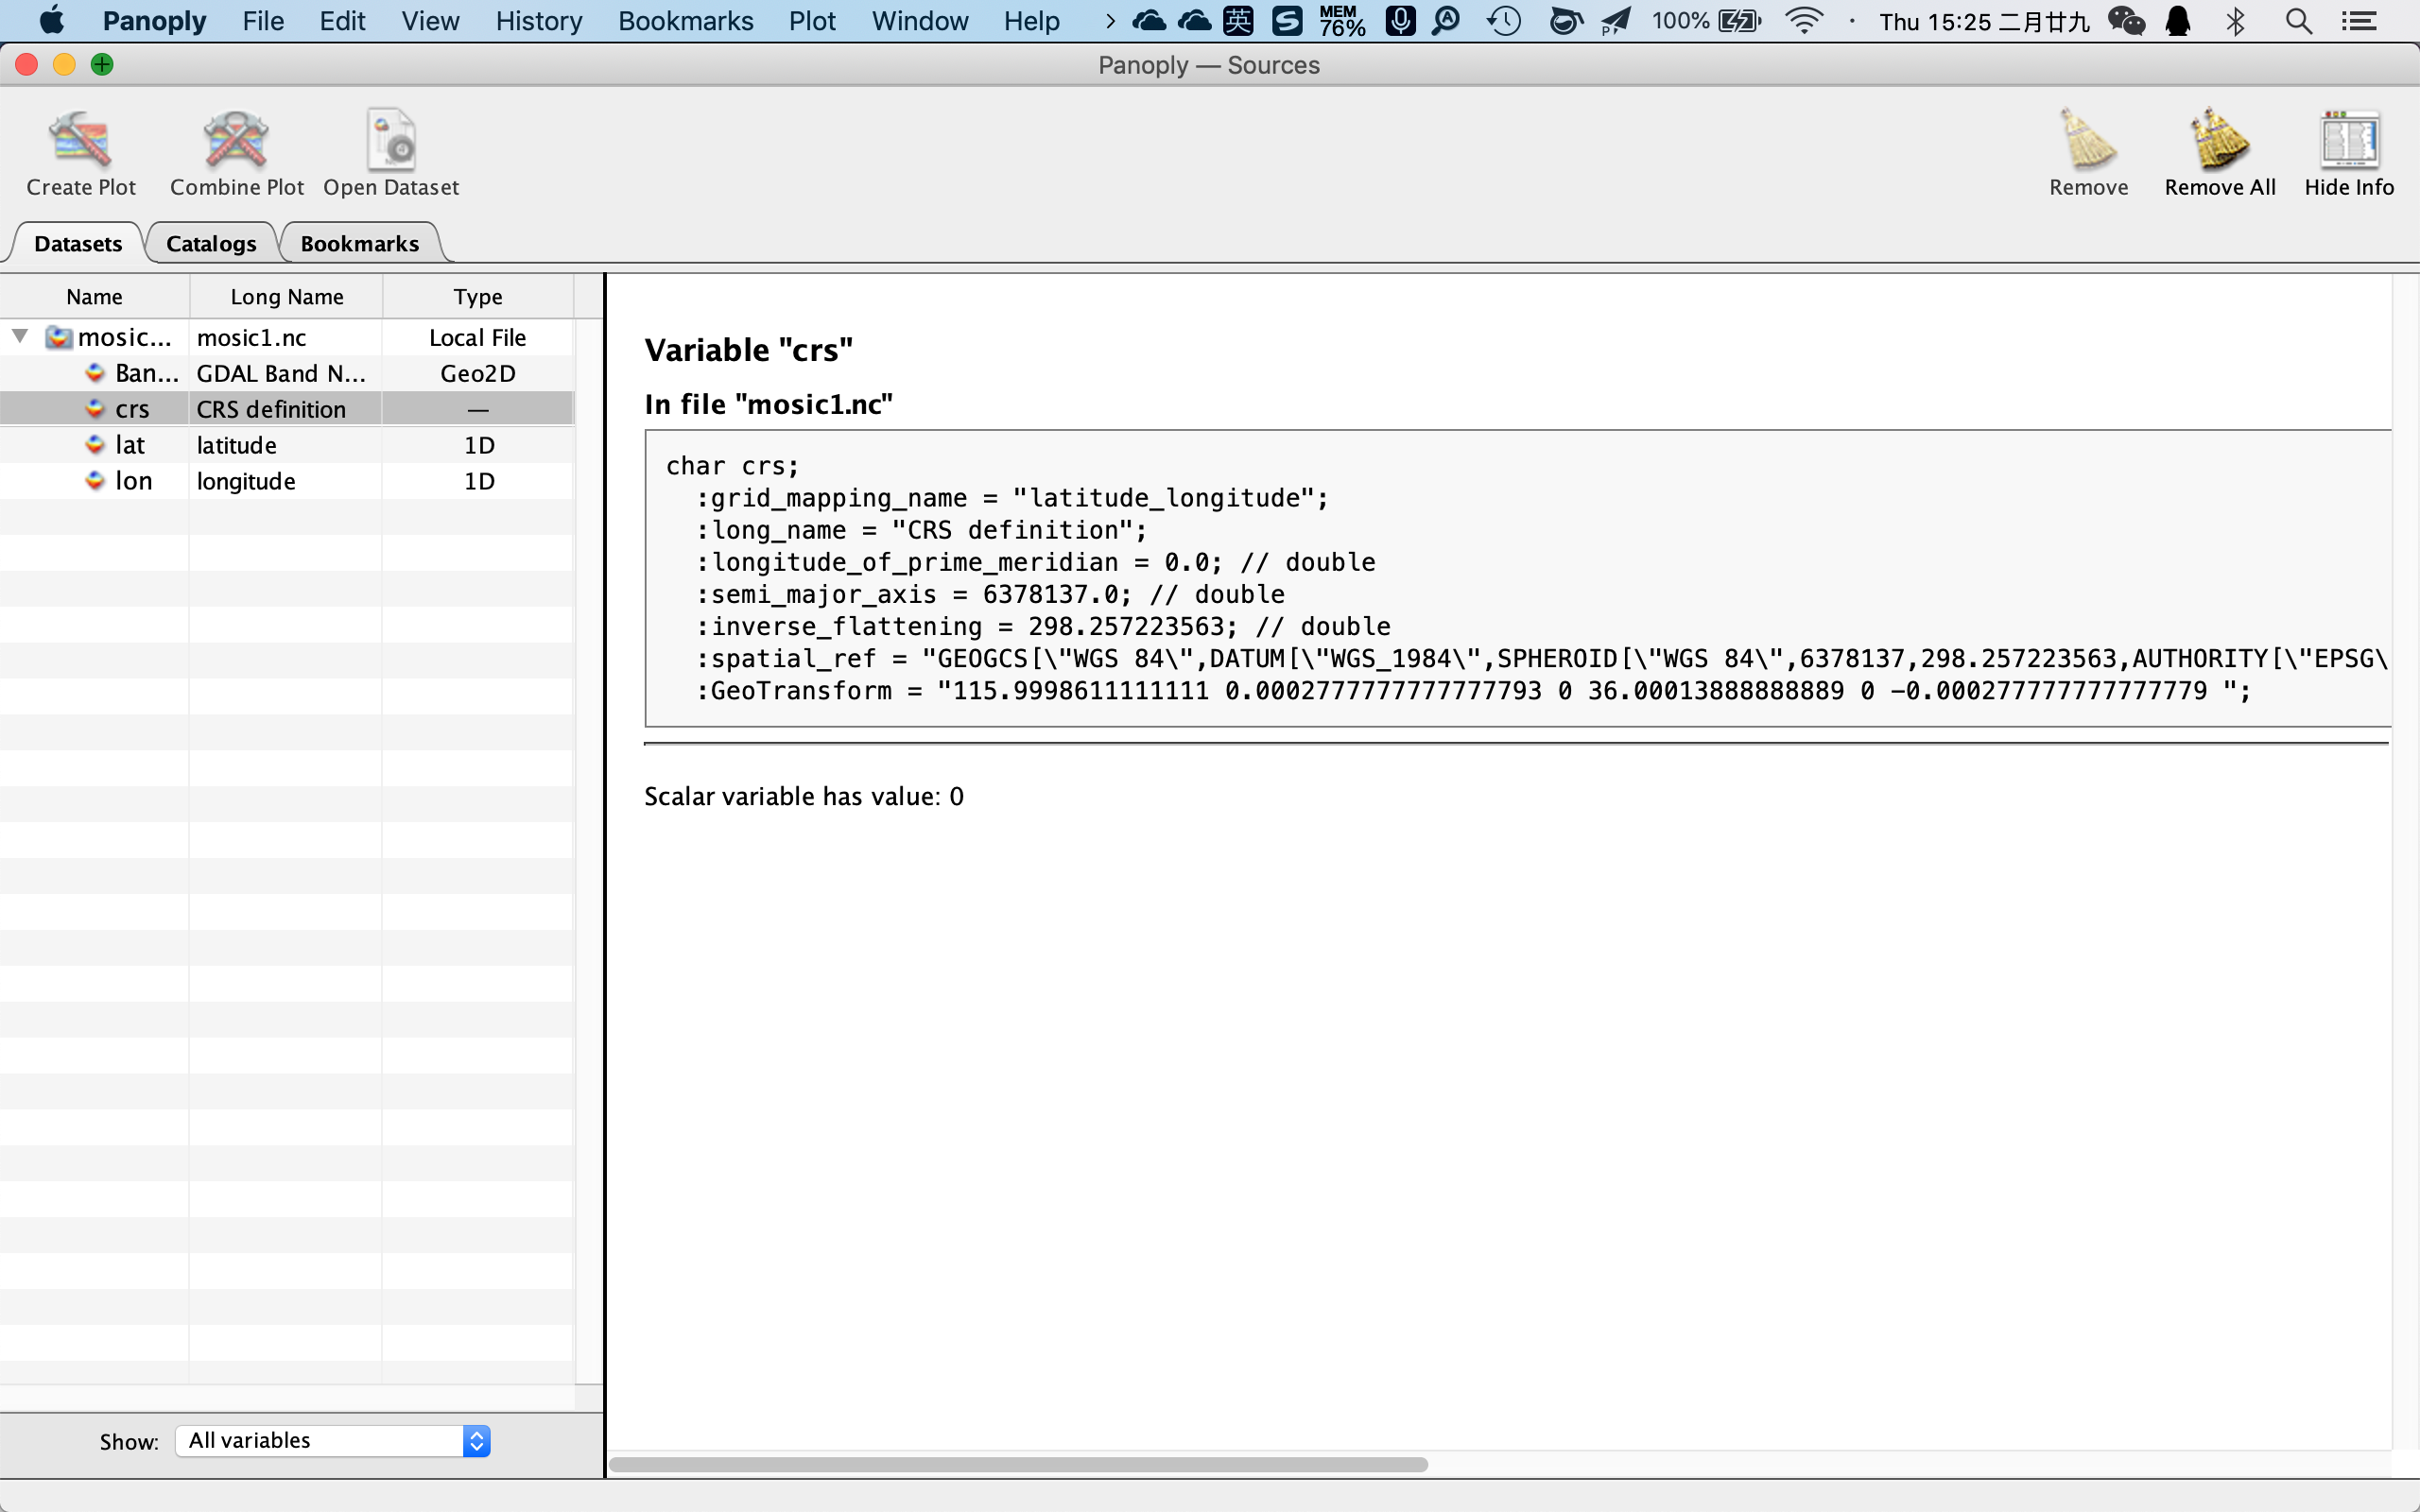 Panoply File Edit View History Bookmarks Plot Window Help 英 S MEM 76% 100% Thu 15:25 二月廿九
Panoply — Sources
Create Plot Combine Plot Open Dataset Remove Remove All Hide Info
Datasets Catalogs Bookmarks
Name Long Name Type
mosic... mosic1.nc Local File
Ban... GDAL Band N... Geo2D
crs CRS definition —
lat latitude 1D
lon longitude 1D
Show: All variables
Variable "crs"
In file "mosic1.nc"
char crs;
:grid_mapping_name = "latitude_longitude";
:long_name = "CRS definition";
:longitude_of_prime_meridian = 0.0; // double
:semi_major_axis = 6378137.0; // double
:inverse_flattening = 298.257223563; // double
:spatial_ref = "GEOGCS[\"WGS 84\",DATUM[\"WGS_1984\",SPHEROID[\"WGS 84\",6378137,298.257223563,AUTHORITY[\"EPSG\
:GeoTransform = "115.9998611111111 0.0002777777777777793 0 36.00013888888889 0 -0.000277777777777779 ";
Scalar variable has value: 0